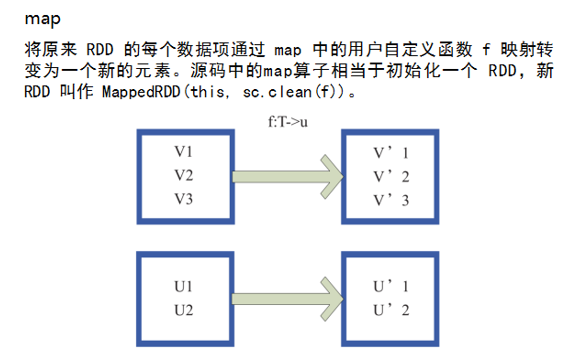 map
将原来 RDD 的每个数据项通过 map 中的用户自定义函数 f 映射转
变为一个新的元素。源码中的map算子相当于初始化一个 RDD, 新
RDD 叫作 MappedRDD(this, sc.clean(f))。
f:T->u
V1
V2
V3
V’1
V’2
V’3
U1
U2
U’1
U’2